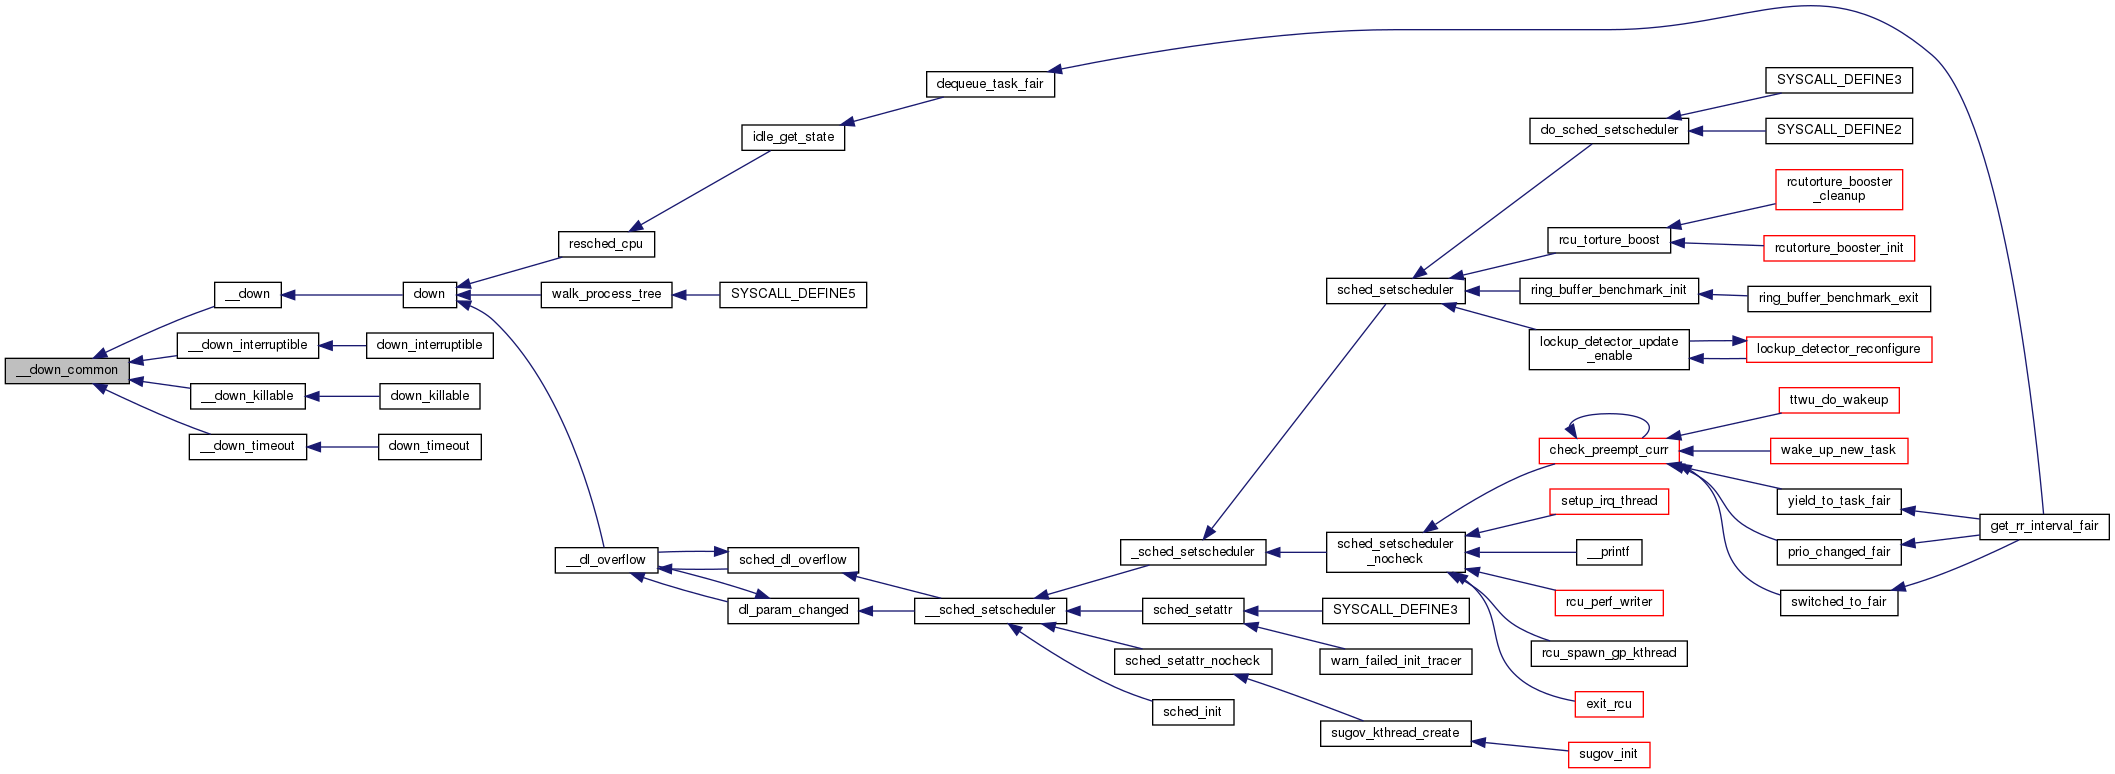 __down_common
__down
__down_interruptible
__down_killable
__down_timeout
down
down_interruptible
down_killable
down_timeout
resched_cpu
walk_process_tree
__dl_overflow
idle_get_state
SYSCALL_DEFINE5
sched_dl_overflow
dl_param_changed
dequeue_task_fair
__sched_setscheduler
_sched_setscheduler
sched_setattr
sched_setattr_nocheck
sched_init
sched_setscheduler
sched_setscheduler
_nocheck
SYSCALL_DEFINE3
warn_failed_init_tracer
sugov_kthread_create
do_sched_setscheduler
rcu_torture_boost
ring_buffer_benchmark_init
lockup_detector_update
_enable
check_preempt_curr
setup_irq_thread
__printf
rcu_perf_writer
rcu_spawn_gp_kthread
exit_rcu
sugov_init
SYSCALL_DEFINE3
SYSCALL_DEFINE2
rcutorture_booster
_cleanup
rcutorture_booster_init
ring_buffer_benchmark_exit
lockup_detector_reconfigure
ttwu_do_wakeup
wake_up_new_task
yield_to_task_fair
prio_changed_fair
switched_to_fair
get_rr_interval_fair